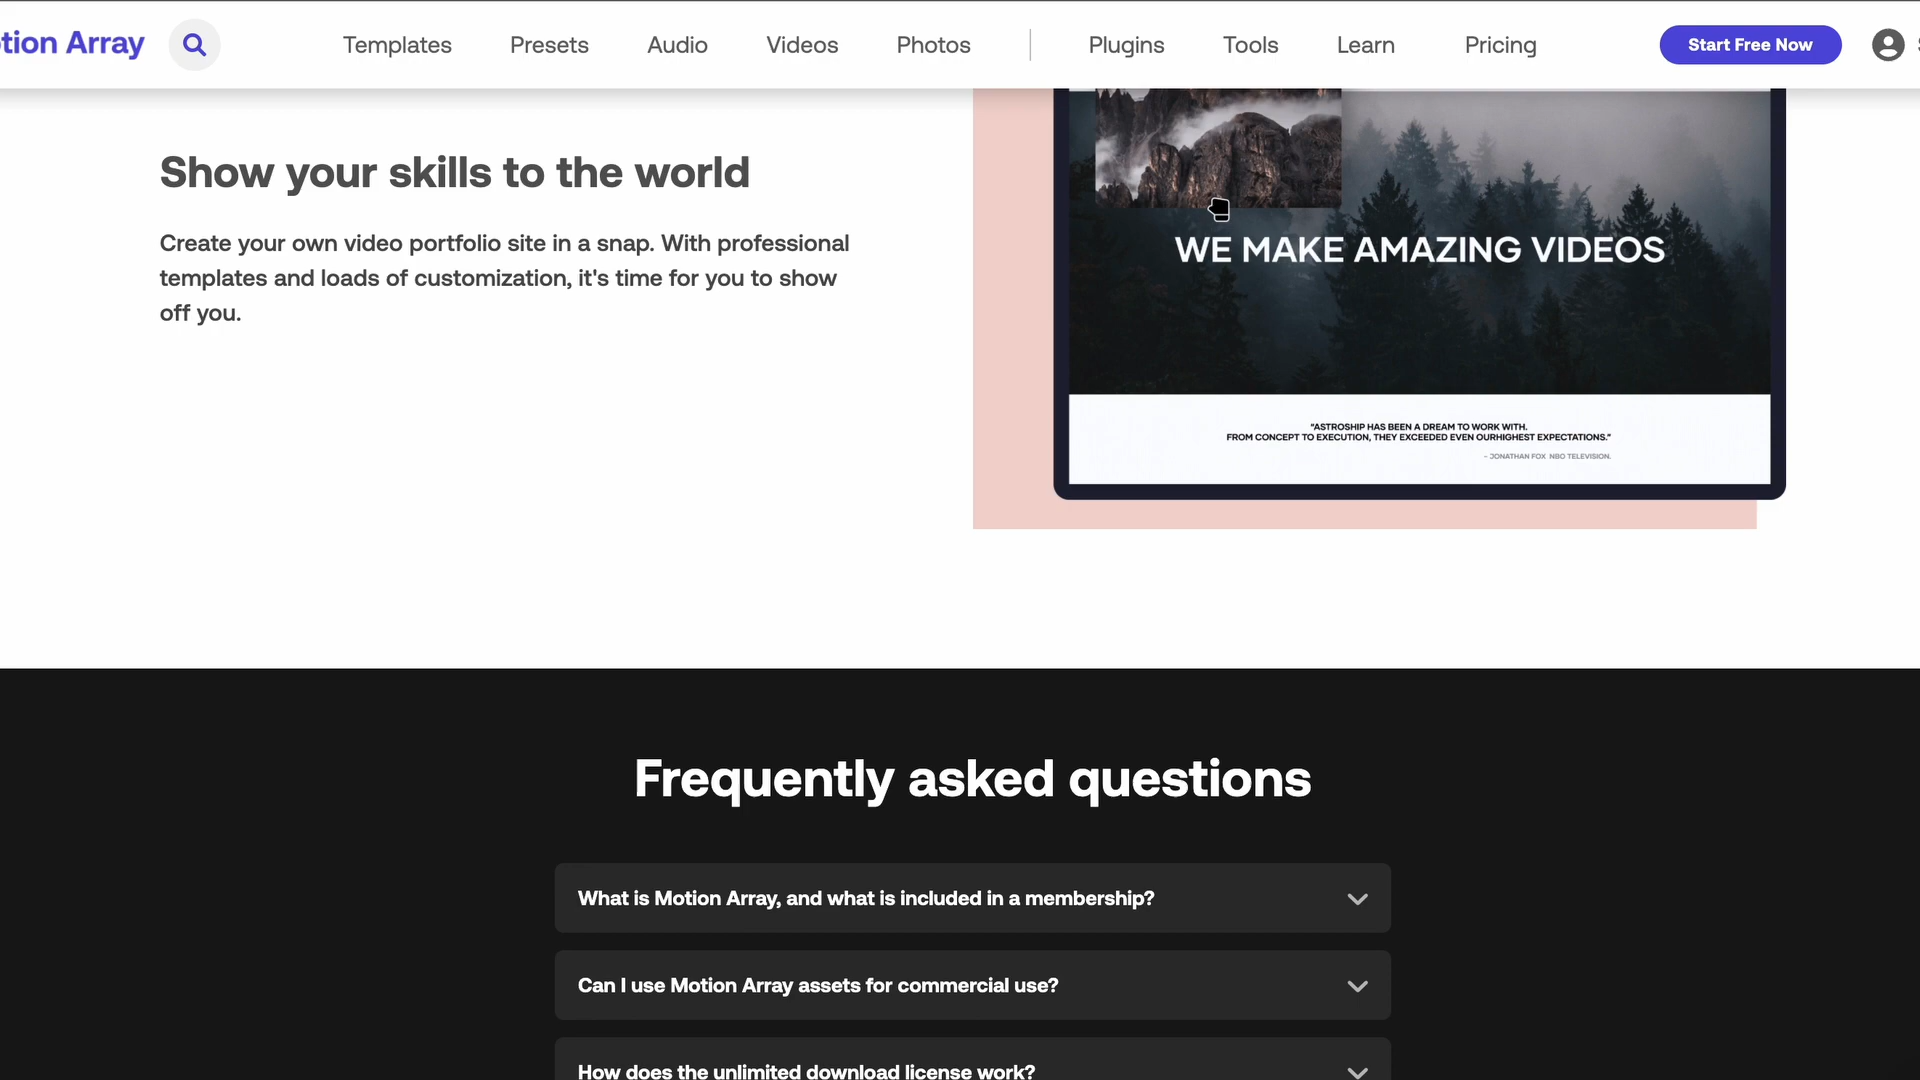 tion Array
Templates
Presets
Audio
Videos
Photos
Plugins
Tools
Learn
Pricing
Start Free Now
Show your skills to the world
Create your own video portfolio site in a snap. With professional
templates and loads of customization, it's time for you to show
off you.
WE MAKE AMAZING VIDEOS
"ASTROSHIP HAS BEEN A DREAM TO WORK WITH.
FROM CONCEPT TO EXECUTION, THEY EXCEEDED EVEN OURHIGHEST EXPECTATIONS."
- JONATHAN FOX NBO TELEVISION.
Frequently asked questions
What is Motion Array, and what is included in a membership?
Can I use Motion Array assets for commercial use?
How does the unlimited download license work?